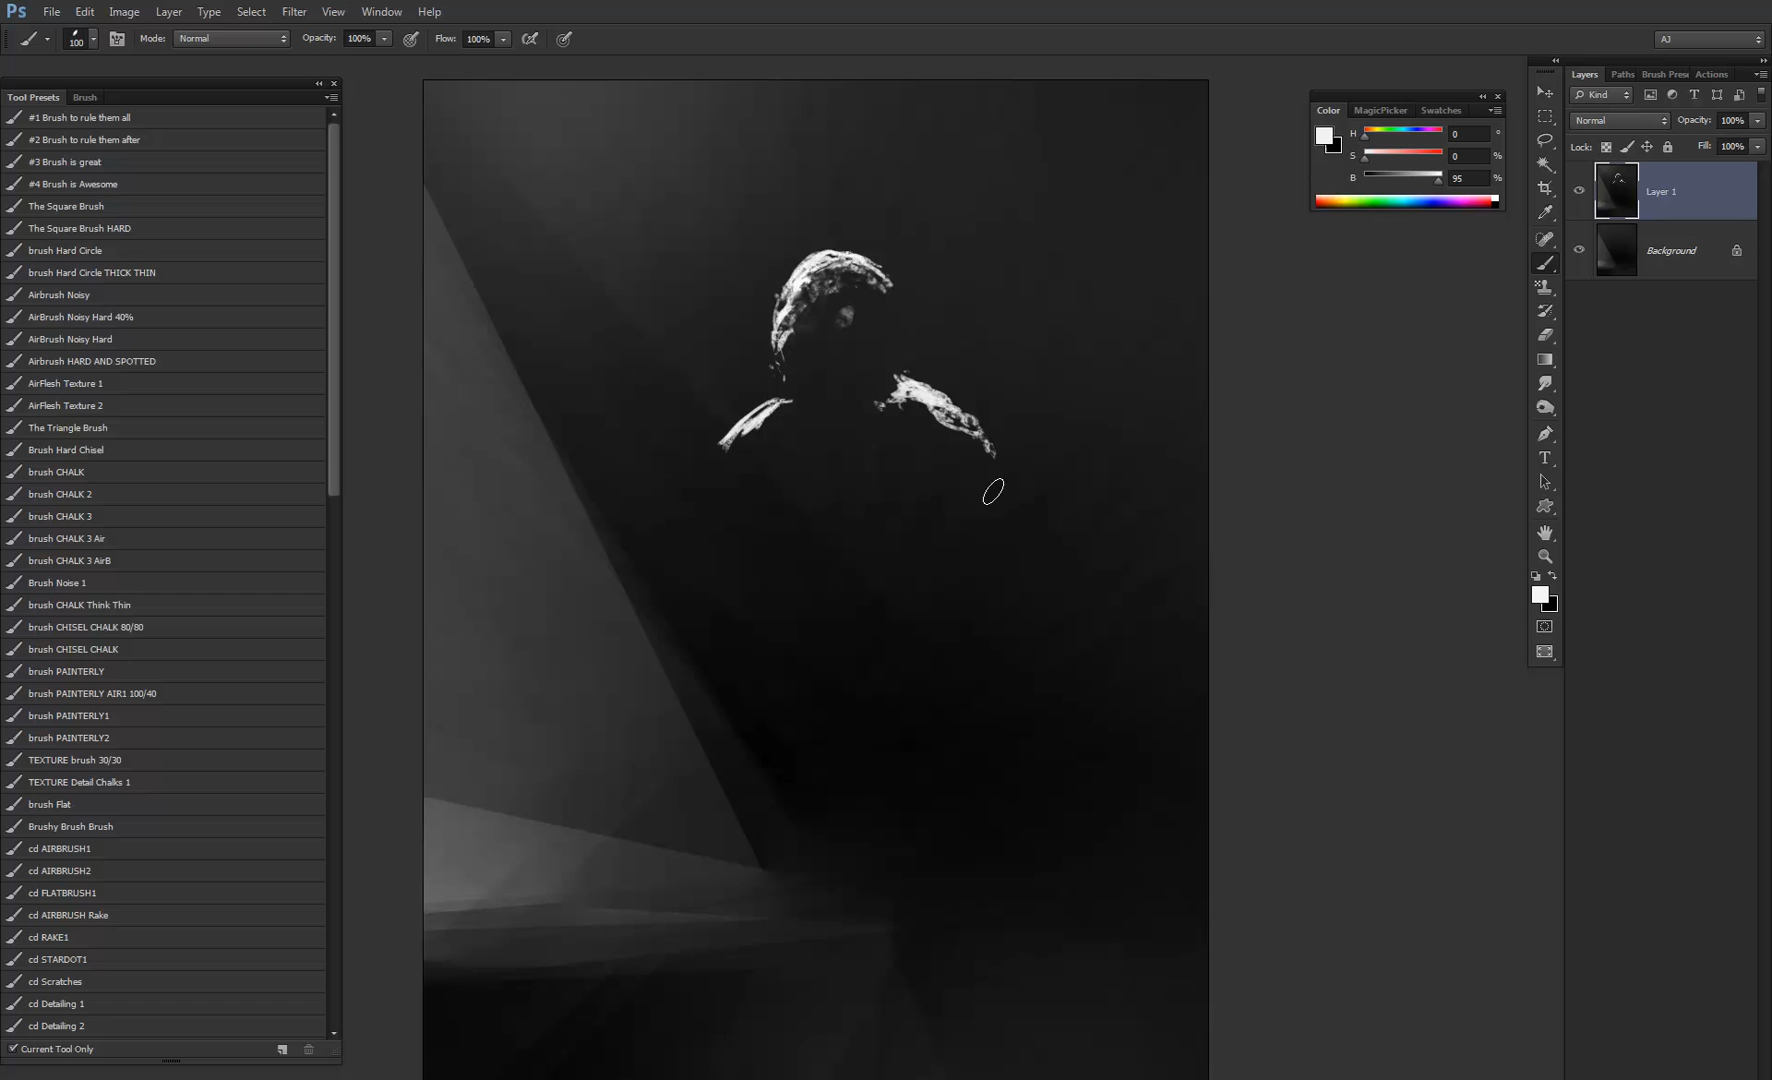 Ps File Edit Image Layer Type Select Filter View Window Help
100 Mode: Normal Opacity: 100% Flow: 100% AJ
Tool Presets Brush
#1 Brush to rule them all
#2 Brush to rule them after
#3 Brush is great
#4 Brush is Awesome
The Square Brush
The Square Brush HARD
brush Hard Circle
brush Hard Circle THICK THIN
Airbrush Noisy
AirBrush Noisy Hard 40%
AirBrush Noisy Hard
Airbrush HARD AND SPOTTED
AirFlesh Texture 1
AirFlesh Texture 2
The Triangle Brush
Brush Hard Chisel
brush CHALK
brush CHALK 2
brush CHALK 3
brush CHALK 3 Air
brush CHALK 3 AirB
Brush Noise 1
brush CHALK Think Thin
brush CHISEL CHALK 80/80
brush CHISEL CHALK
brush PAINTERLY
brush PAINTERLY AIR1 100/40
brush PAINTERLY1
brush PAINTERLY2
TEXTURE brush 30/30
TEXTURE Detail Chalks 1
brush Flat
Brushy Brush Brush
cd AIRBRUSH1
cd AIRBRUSH2
cd FLATBRUSH1
cd AIRBRUSH Rake
cd RAKE1
cd STARDOT1
cd Scratches
cd Detailing 1
cd Detailing 2
Current Tool Only
Color MagicPicker Swatches
H 0 °
S 0 %
B 95 %
Layers Paths Brush Pres Actions
Kind T
Normal Opacity: 100%
Lock: Fill: 100%
Layer 1
Background
T